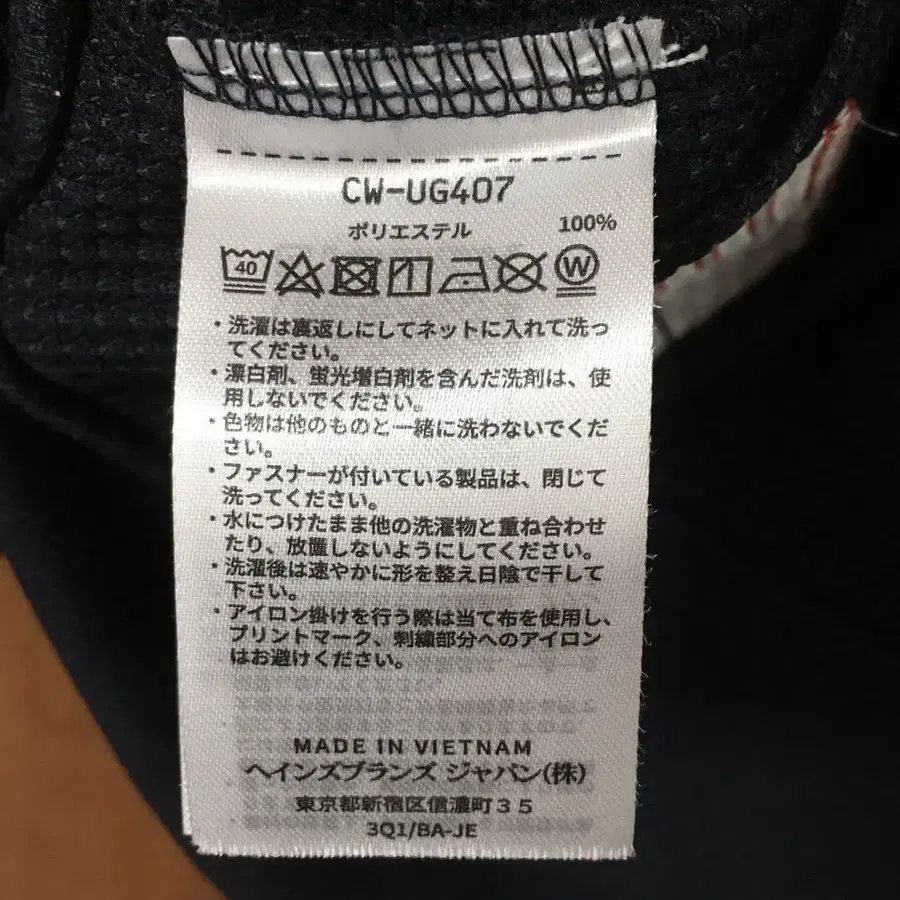 CW-UG407
ポリエステル 100%
40 W
・洗濯は裏返しにしてネットに入れて洗っ
てください。
・漂白剤、蛍光増白剤を含んだ洗剤は、使
用しないでください。
・色物は他のものと一緒に洗わないでくだ
さい。
・ファスナーが付いている製品は、閉じて
洗ってください。
・水につけたまま他の洗濯物と重ね合わせ
たり、放置しないようにしてください。
・洗濯後は速やかに形を整え日陰で干して
下さい。
・アイロン掛けを行う際は当て布を使用し、
プリントマーク、刺繍部分へのアイロン
はお避けください。
MADE IN VIETNAM
ヘインズブランズ ジャパン(株)
東京都新宿区信濃町35
3Q1/BA-JE